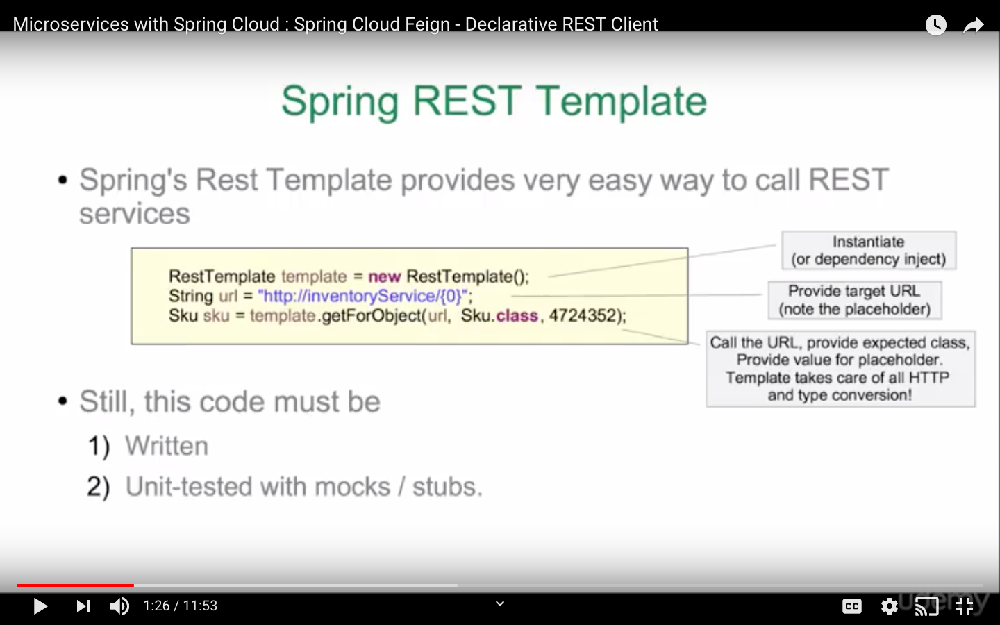 Microservices with Spring Cloud : Spring Cloud Feign - Declarative REST Client
Spring REST Template
• Spring's Rest Template provides very easy way to call REST
services
RestTemplate template = new RestTemplate();
String url = "http://inventoryService/{0}";
Sku sku = template.getForObject(url, Sku.class, 4724352);
Instantiate
(or dependency inject)
Provide target URL
(note the placeholder)
Call the URL, provide expected class,
Provide value for placeholder.
Template takes care of all HTTP
and type conversion!
• Still, this code must be
1) Written
2) Unit-tested with mocks / stubs.
1:26 / 11:53
CC
udemy